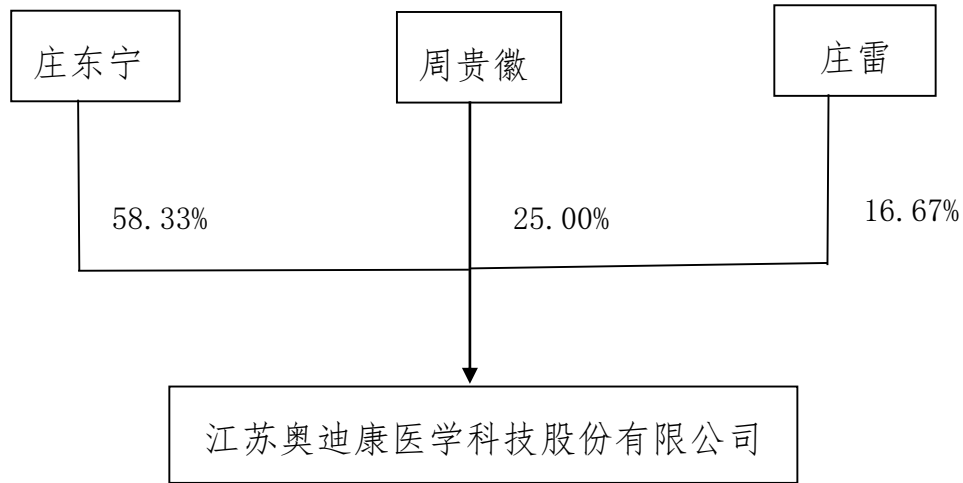 庄东宁
周贵徽
庄雷
58.33%
25.00%
16.67%
江苏奥迪康医学科技股份有限公司